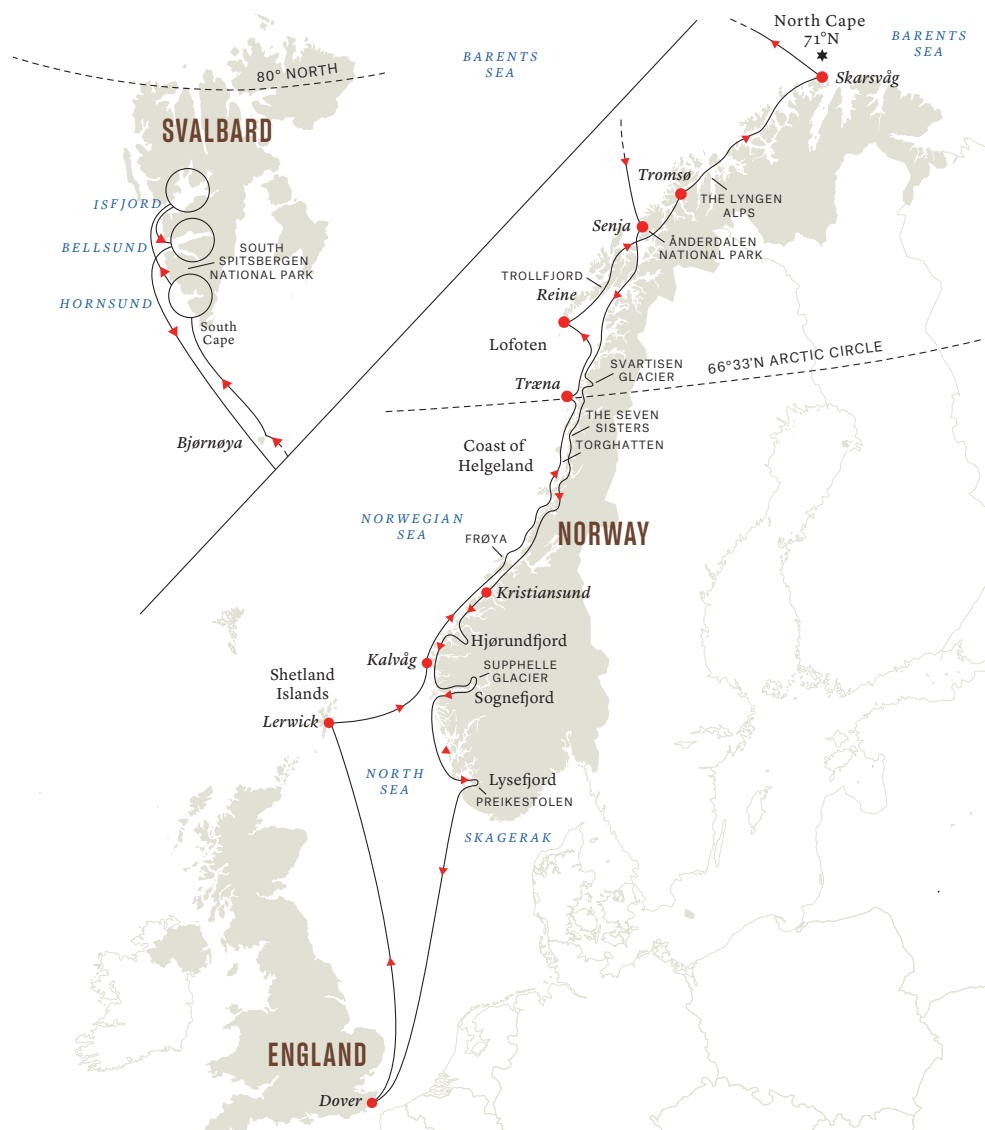 North Cape
71°N
BARENTS
SEA
BARENTS
SEA
80° NORTH
Skarsvåg
SVALBARD
Tromsø
THE LYNGEN
ALPS
ISFJORD
Senja
ÅNDERDALEN
NATIONAL PARK
BELLSUND
SOUTH
SPITSBERGEN
NATIONAL PARK
TROLLFJORD
Reine
HORNSUND
South
Cape
Lofoten
66°33'N ARCTIC CIRCLE
SVARTISEN
GLACIER
Træna
THE SEVEN
SISTERS
TORGHATTEN
Bjørnøya
Coast of
Helgeland
NORWEGIAN
SEA
NORWAY
FRØYA
Kristiansund
Hjørundfjord
Kalvåg
SUPPHELLE
GLACIER
Shetland
Islands
Sognefjord
Lerwick
NORTH
SEA
Lysefjord
PREIKESTOLEN
SKAGERAK
ENGLAND
Dover